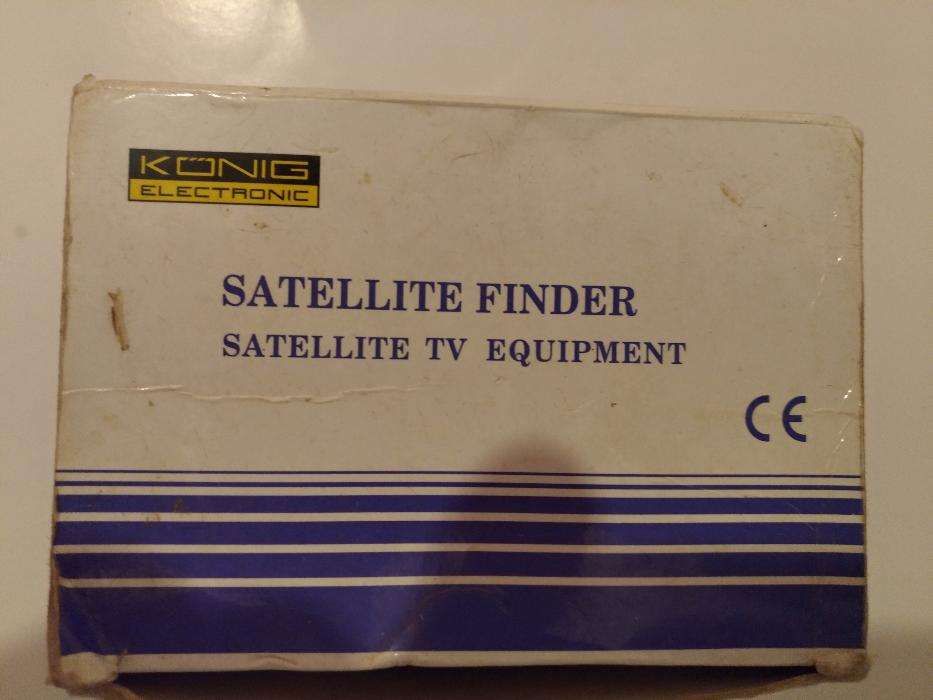 KÖNIG
ELECTRONIC
SATELLITE FINDER
SATELLITE TV EQUIPMENT
CE